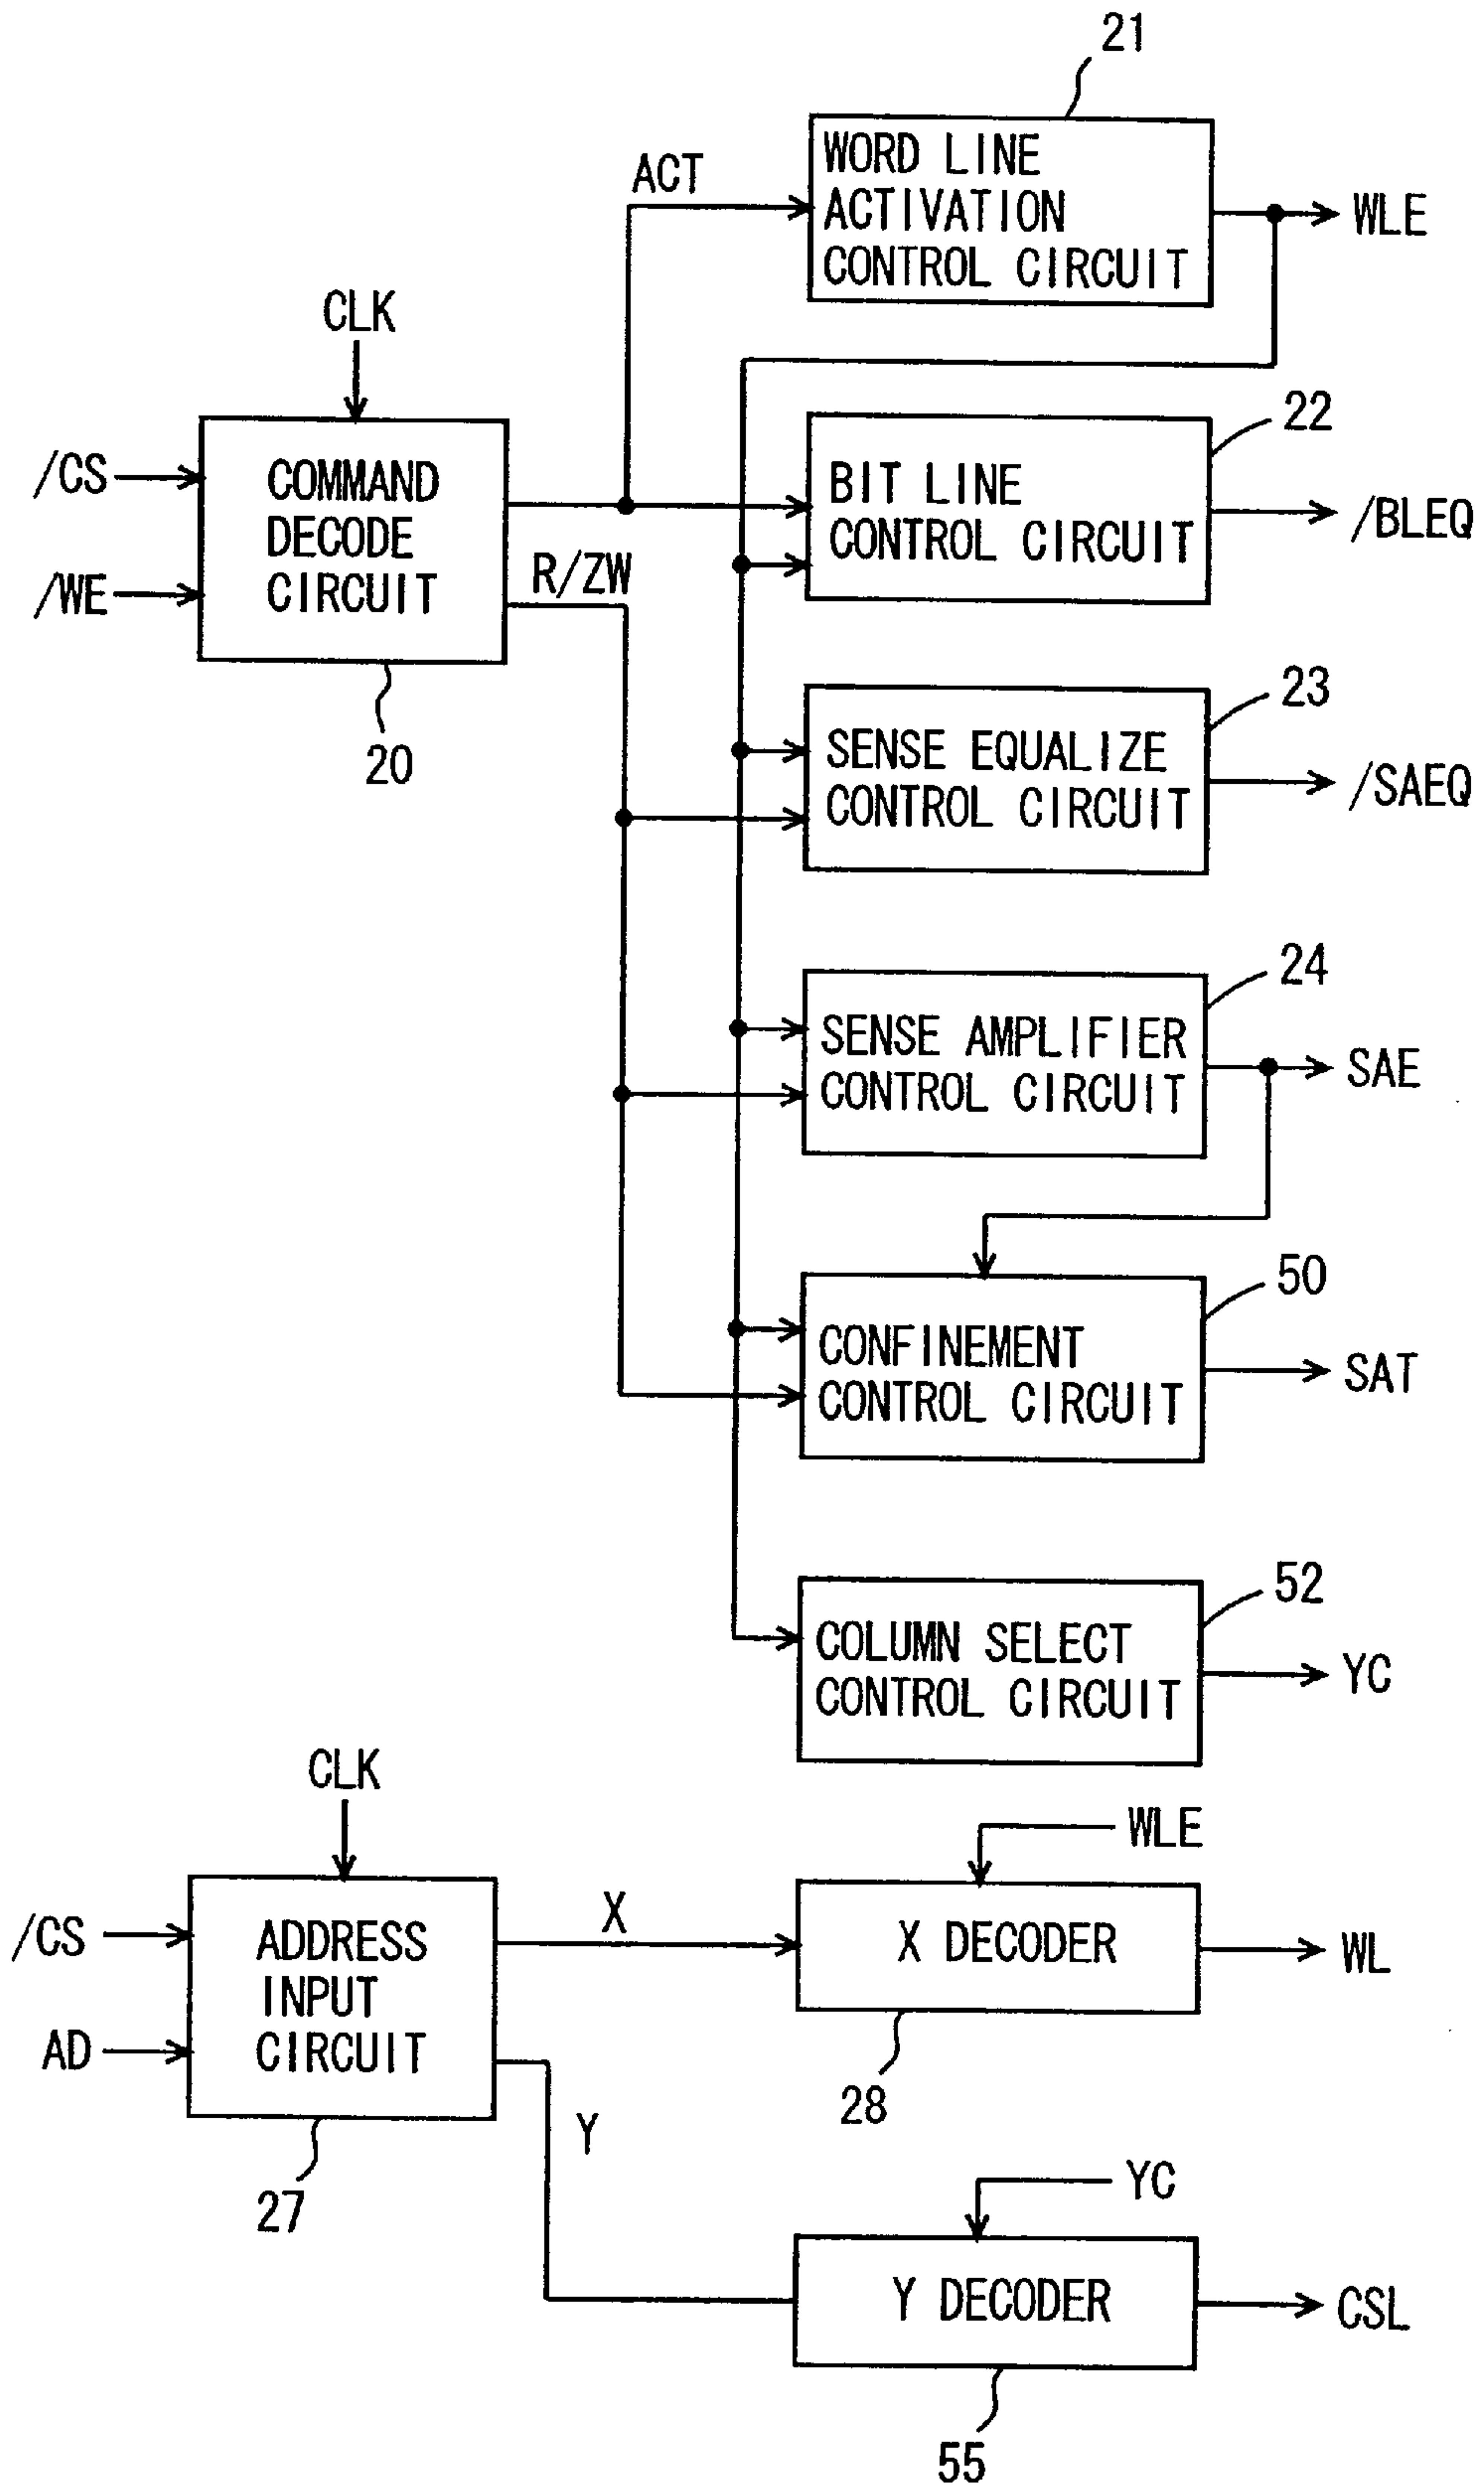 21
WORD LINE
ACTIVATION
CONTROL CIRCUIT
ACT
WLE
CLK
/CS
/WE
COMMAND
DECODE
CIRCUIT
R/ZW
20
22
BIT LINE
CONTROL CIRCUIT
/BLEQ
23
SENSE EQUALIZE
CONTROL CIRCUIT
/SAEQ
24
SENSE AMPLIFIER
CONTROL CIRCUIT
SAE
50
CONFINEMENT
CONTROL CIRCUIT
SAT
52
COLUMN SELECT
CONTROL CIRCUIT
YC
CLK
/CS
AD
ADDRESS
INPUT
CIRCUIT
27
X
Y
WLE
X DECODER
WL
28
YC
Y DECODER
CSL
55